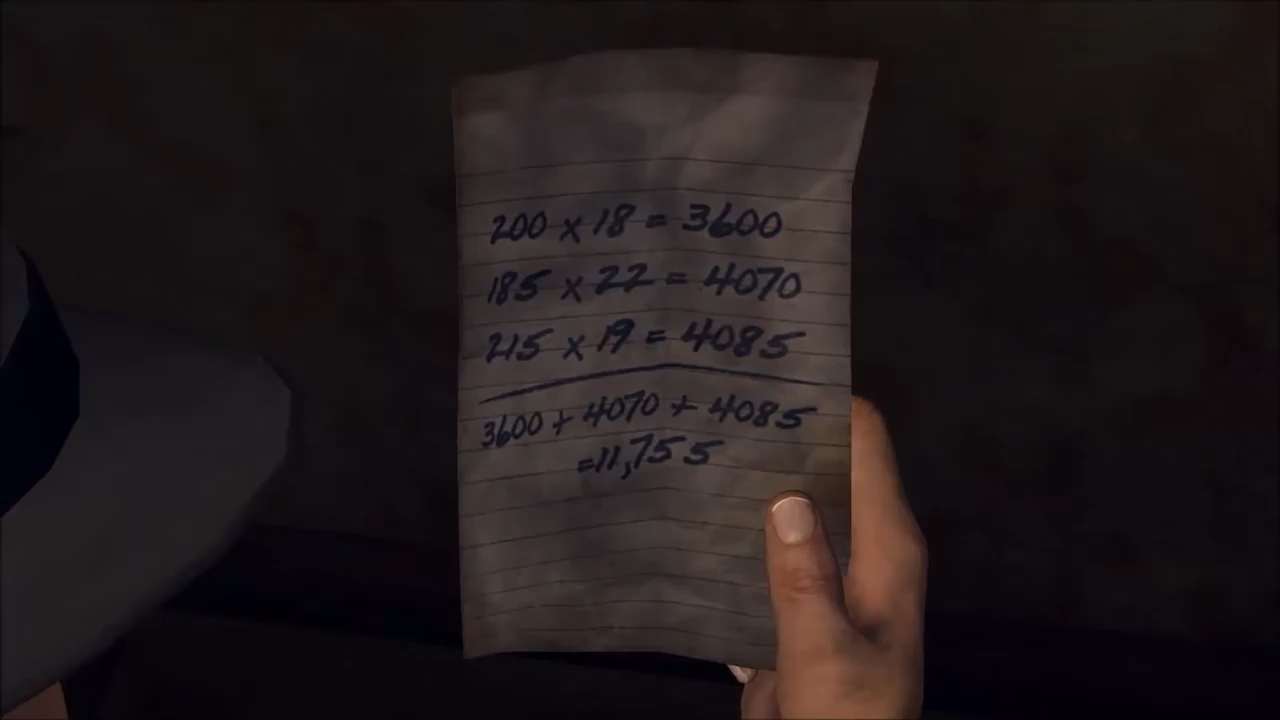 200 x 18 = 3600
185 x 22 = 4070
215 x 19 = 4085
3600 + 4070 + 4085
=11,755